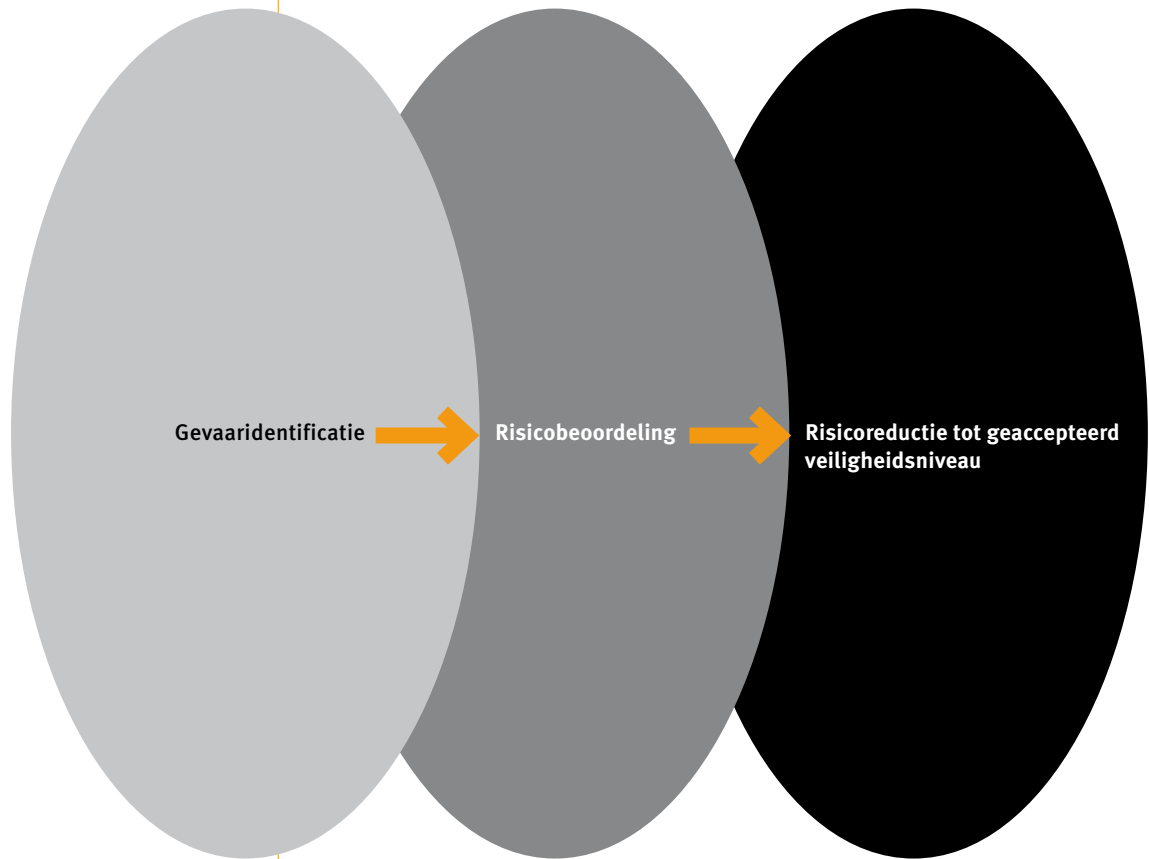 Gevaaridentificatie
Risicobeoordeling
Risicoreductie tot geaccepteerd
veiligheidsniveau